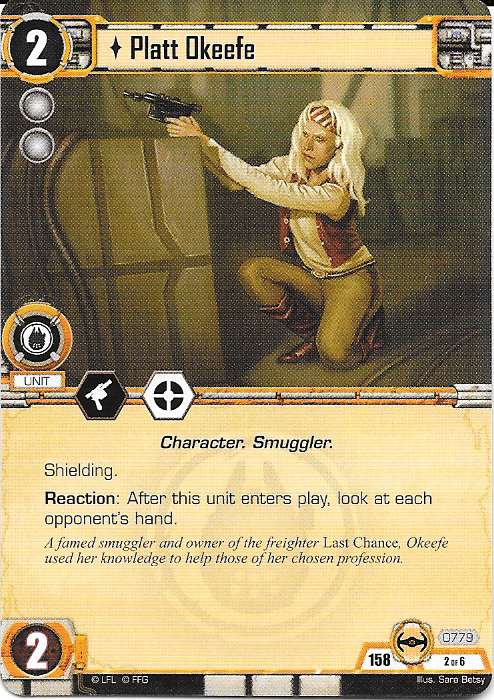 2
Platt Okeefe
UNIT
Character. Smuggler.
Shielding.
Reaction: After this unit enters play, look at each
opponent's hand.
A famed smuggler and owner of the freighter Last Chance, Okeefe
used her knowledge to help those of her chosen profession.
2
0779
158
2 OF 6
© LFL © FFG
Illus. Sara Betsy